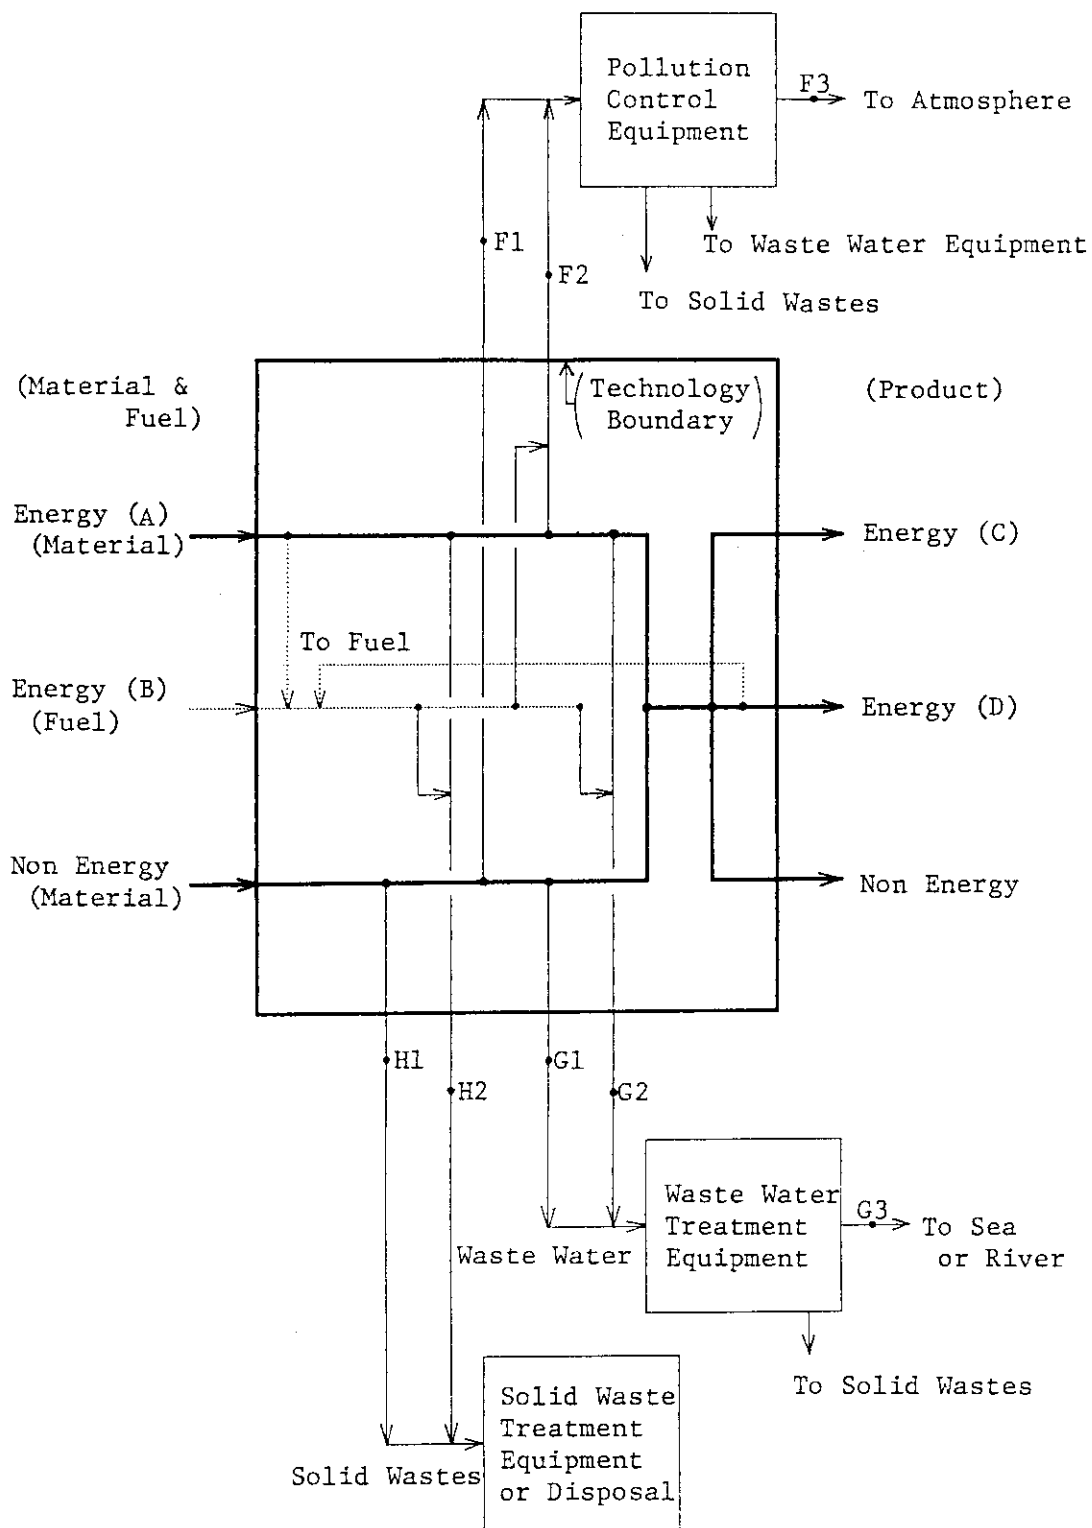 Pollution
Control
Equipment
F3
To Atmosphere
F1
To Waste Water Equipment
F2
To Solid Wastes
(Material &
Fuel)
(Technology
Boundary)
(Product)
Energy (A)
(Material)
Energy (C)
To Fuel
Energy (B)
(Fuel)
Energy (D)
Non Energy
(Material)
Non Energy
H1
G1
H2
G2
Waste Water
Treatment
Equipment
G3
To Sea
or River
Waste Water
To Solid Wastes
Solid Waste
Treatment
Equipment
or Disposal
Solid Wastes